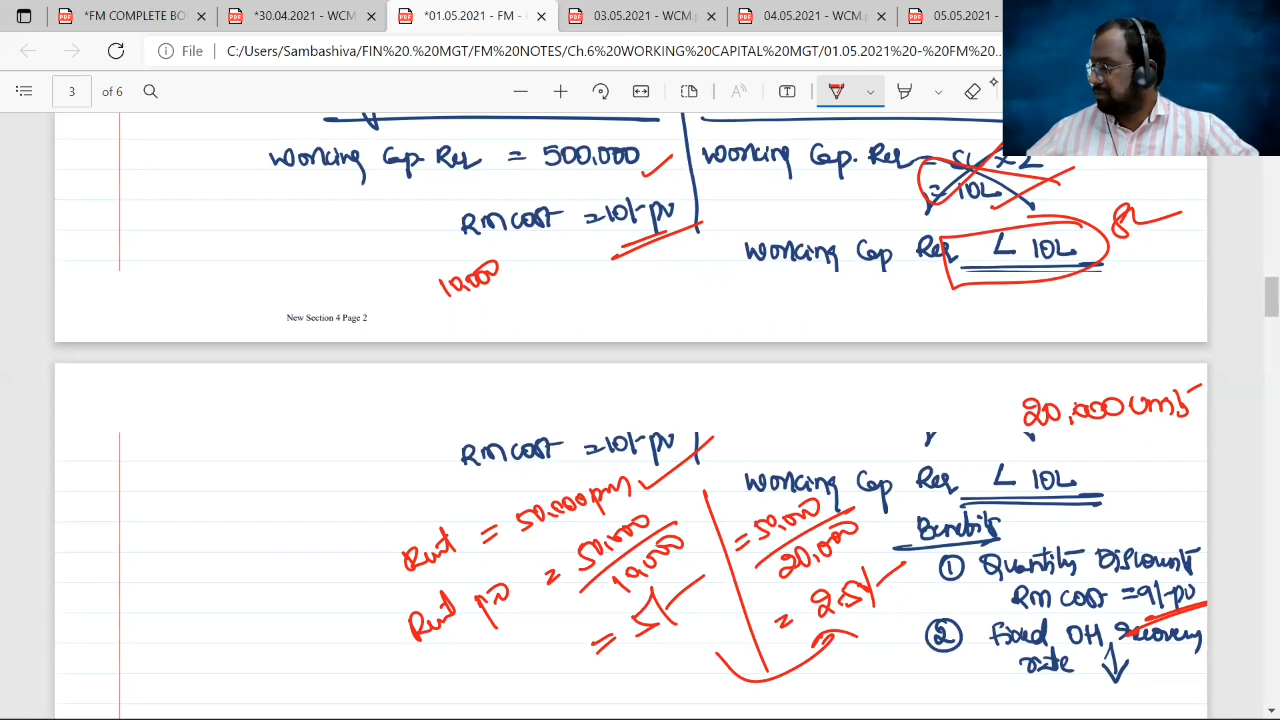 *FM COMPLETE BO
*30.04.2021 - WCM
*01.05.2021 - FM -
03.05.2021 - WCM
04.05.2021 - WCM
05.05.2021 -
File
C:/Users/Sambashiva/FIN%20.%20MGT/FM%20NOTES/Ch.6%20WORKING%20CAPITAL%20MGT/01.05.2021%20-%20FM%20...
3 of 6
Working Cap. Req = 500,000
RM cost = 10/- pu
10,000
Working Cap. Req = 5L × 2
= 10L
Working Cap Req ∠ 10L
8L
New Section 4 Page 2
20,000 units
RM cost = 10/- pu
Working Cap Req ∠ 10L
Rent = 50,000 pm
Rent pu = 50,000 / 10,000
= 5/-
= 50,000 / 20,000
= 2.5/-
Benefits
① Quantity Discounts
RM cost = 9/- pu
② Fixed OH recovery
rate ↓